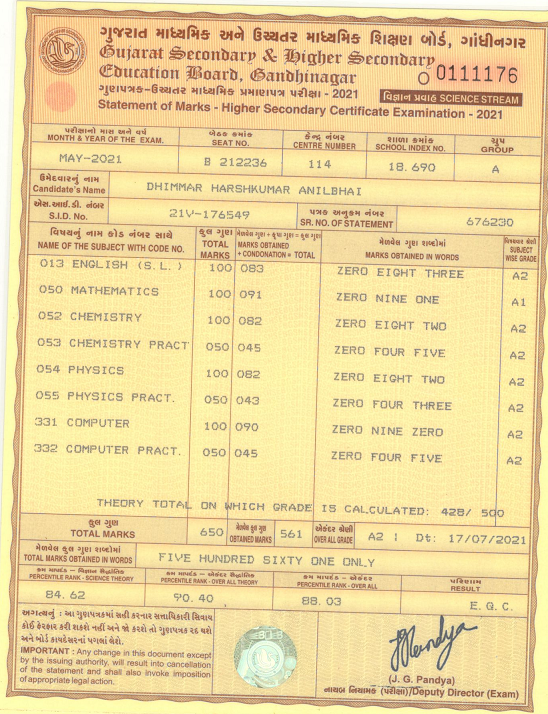 ગુજરાત માધ્યમિક અને ઉચ્ચતર માધ્યમિક શિક્ષણ બોર્ડ, ગાંધીનગર
Gujarat Secondary & Higher Secondary
Education Board, Gandhinagar
O 0111176
ગુણપત્રક-ઉચ્ચતર માધ્યમિક પ્રમાણપત્ર પરીક્ષા - 2021
વિજ્ઞાન પ્રવાહ SCIENCE STREAM
Statement of Marks - Higher Secondary Certificate Examination - 2021
પરીક્ષાનો માસ અને વર્ષ બેઠક ક્રમાંક કેન્દ્ર નંબર શાળા ક્રમાંક ગ્રુપ
MONTH & YEAR OF THE EXAM. SEAT NO. CENTRE NUMBER SCHOOL INDEX NO. GROUP
MAY-2021 B 212236 114 18.690 A
ઉમેદવારનું નામ
Candidate's Name DHIMMAR HARSHKUMAR ANILBHAI
એસ.આઈ.ડી. નંબર
S.I.D. No. 21V-176549
પત્રક અનુક્રમ નંબર
SR. NO. OF STATEMENT 676230
વિષયનું નામ કોડ નંબર સાથે કુલ ગુણ મેળવેલ ગુણ + કૃપા ગુણ = કુલ ગુણ મેળવેલ ગુણ શબ્દોમાં
NAME OF THE SUBJECT WITH CODE NO. TOTAL MARKS MARKS OBTAINED + CONDONATION = TOTAL MARKS OBTAINED IN WORDS SUBJECT WISE GRADE
013 ENGLISH (S.L.) 100 083 ZERO EIGHT THREE A2
050 MATHEMATICS 100 091 ZERO NINE ONE A1
052 CHEMISTRY 100 082 ZERO EIGHT TWO A2
053 CHEMISTRY PRACT 050 045 ZERO FOUR FIVE A2
054 PHYSICS 100 082 ZERO EIGHT TWO A2
055 PHYSICS PRACT. 050 043 ZERO FOUR THREE A2
331 COMPUTER 100 090 ZERO NINE ZERO A2
332 COMPUTER PRACT. 050 045 ZERO FOUR FIVE A2
THEORY TOTAL ON WHICH GRADE IS CALCULATED: 428/ 500
કુલ ગુણ મેળવેલ કુલ ગુણ એકંદર શ્રેણી
TOTAL MARKS 650 OBTAINED MARKS 561 OVER ALL GRADE A2 | Dt: 17/07/2021
મેળવેલ કુલ ગુણ શબ્દોમાં
TOTAL MARKS OBTAINED IN WORDS FIVE HUNDRED SIXTY ONE ONLY
ક્રમ માપદંડ - વિજ્ઞાન સૈદ્ધાંતિક ક્રમ માપદંડ - એકંદર સૈદ્ધાંતિક ક્રમ માપદંડ - એકંદર પરિણામ
PERCENTILE RANK - SCIENCE THEORY PERCENTILE RANK - OVER ALL THEORY PERCENTILE RANK - OVER ALL RESULT
84.62 90.40 88.03 E.Q.C.
અગત્યનું : આ ગુણપત્રકમાં સહી કરનાર સત્તાધિકારી સિવાય
કોઈ ફેરફાર કરી શકશે નહીં અને જો કરશે તો ગુણપત્રક રદ થશે
અને બોર્ડ કાયદેસરનાં પગલાં લેશે.
IMPORTANT : Any change in this document except
by the issuing authority, will result into cancellation
of the statement and shall also invoke imposition
of appropriate legal action.
(J. G. Pandya)
નાયબ નિયામક (પરીક્ષા)/Deputy Director (Exam)